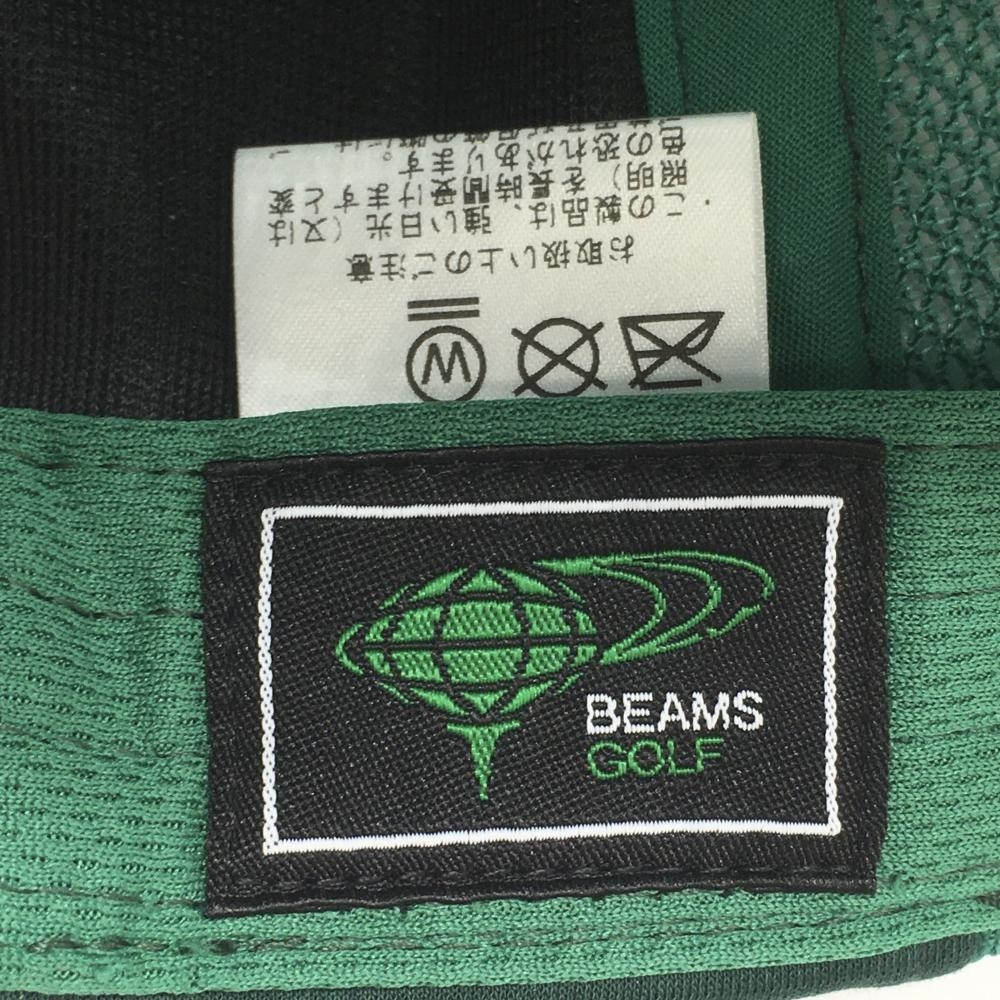 お取扱い上のご注意
・この製品は、強い日光（又は
照明）を長時間受けますと変
色の恐れがあります。
W
BEAMS
GOLF